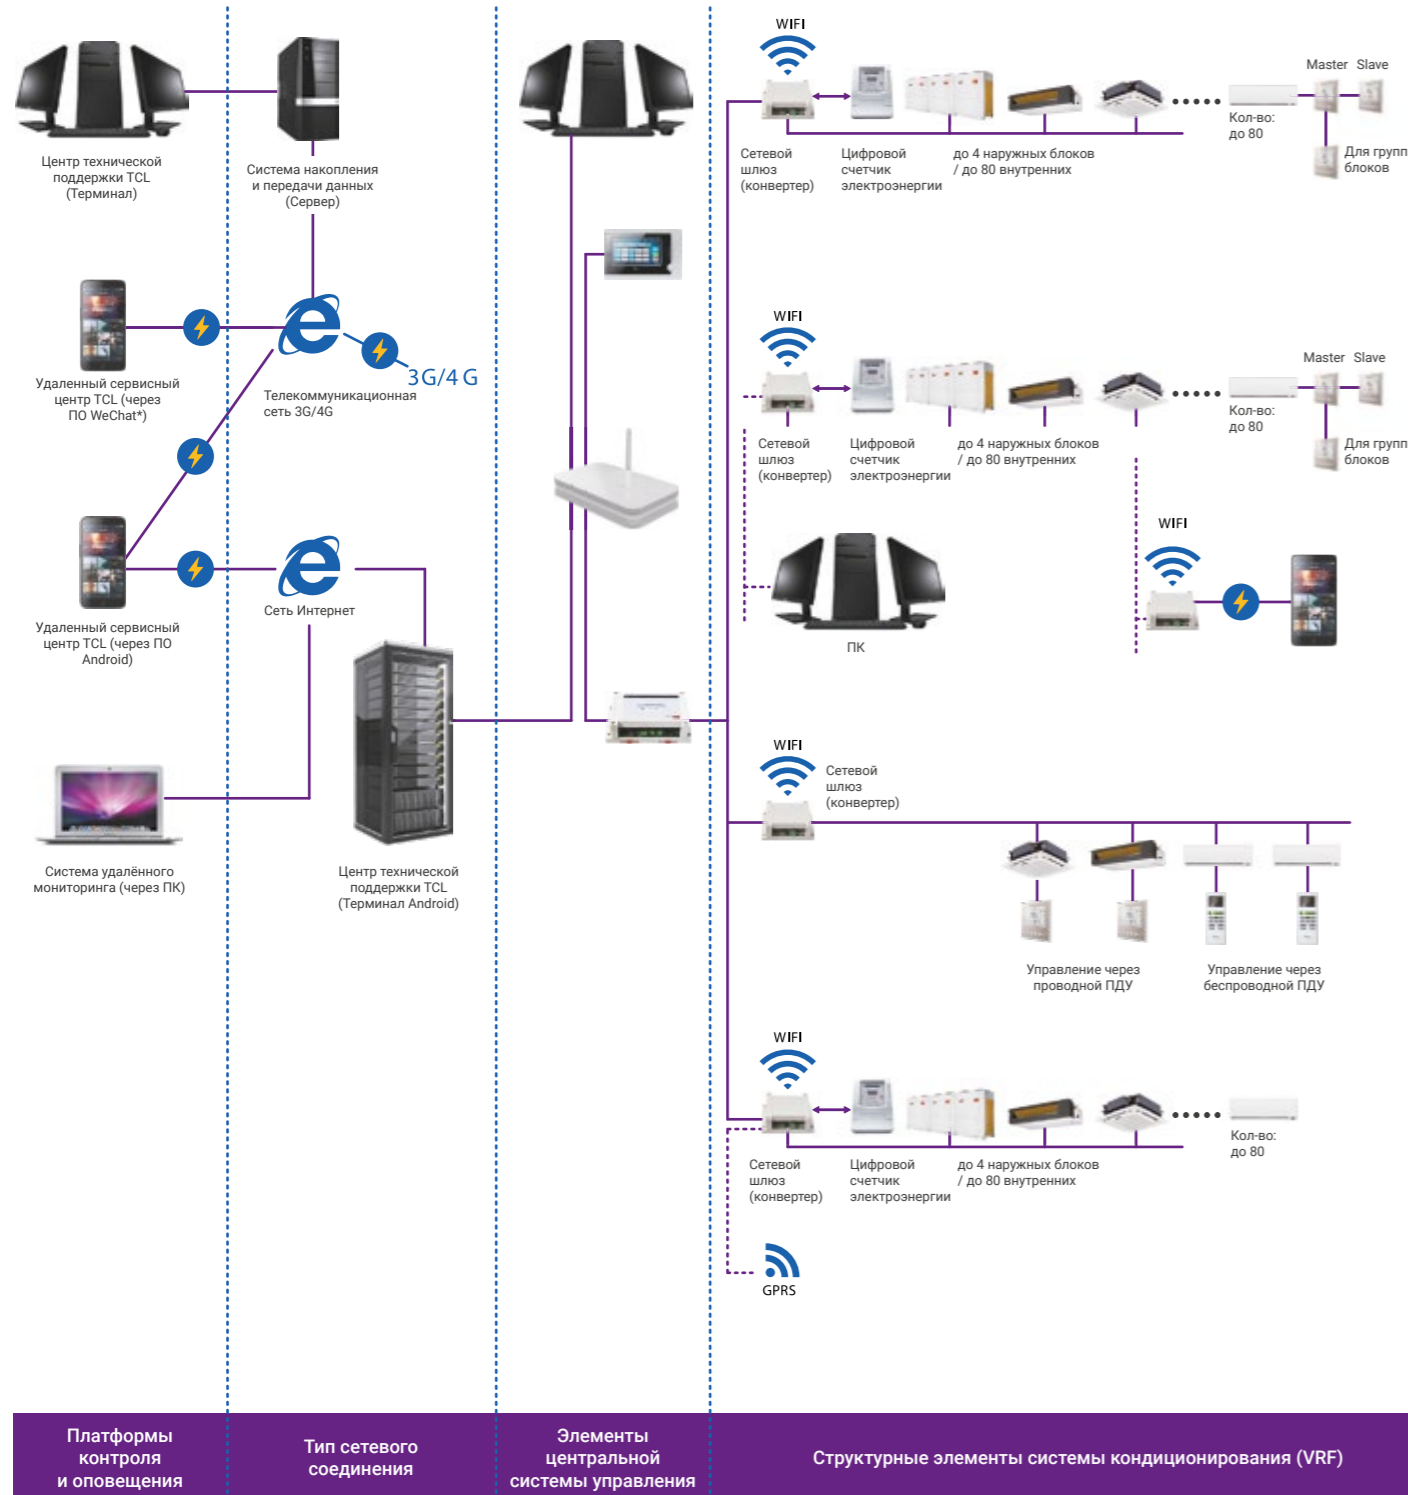 WIFI
Master Slave
Кол-во:
до 80
Для групп
блоков
Центр технической
поддержки TCL
(Терминал)
Система накопления
и передачи данных
(Сервер)
Сетевой
шлюз
(конвертер)
Цифровой
счетчик
электроэнергии
до 4 наружных блоков
/ до 80 внутренних
Удаленный сервисный
центр TCL (через
ПО WeChat*)
3G/4 G
Телекоммуникационная
сеть 3G/4G
WIFI
Master Slave
Кол-во:
до 80
Для групп
блоков
Сетевой
шлюз
(конвертер)
Цифровой
счетчик
электроэнергии
до 4 наружных блоков
/ до 80 внутренних
WIFI
ПК
Удаленный сервисный
центр TCL (через ПО
Android)
Сеть Интернет
WIFI
Сетевой
шлюз
(конвертер)
Система удалённого
мониторинга (через ПК)
Центр технической
поддержки TCL
(Терминал Android)
Управление через
проводной ПДУ
Управление через
беспроводной ПДУ
WIFI
Кол-во:
до 80
Сетевой
шлюз
(конвертер)
Цифровой
счетчик
электроэнергии
до 4 наружных блоков
/ до 80 внутренних
GPRS
Платформы
контроля
и оповещения
Тип сетевого
соединения
Элементы
центральной
системы управления
Структурные элементы системы кондиционирования (VRF)